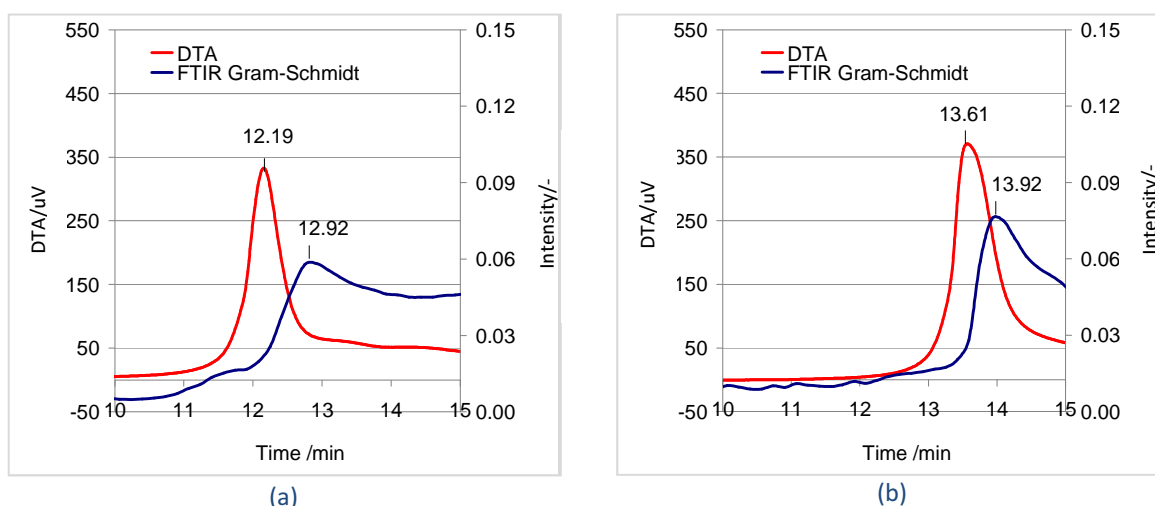 DTA
FTIR Gram-Schmidt
550
450
350
250
150
50
-50
DTA/uV
0.15
0.12
0.09
0.06
0.03
0.00
Intensity/-
12.19
12.92
10 11 12 13 14 15
Time /min
(a)
DTA
FTIR Gram-Schmidt
550
450
350
250
150
50
-50
DTA/uV
0.15
0.12
0.09
0.06
0.03
0.00
Intensity/-
13.61
13.92
10 11 12 13 14 15
Time /min
(b)